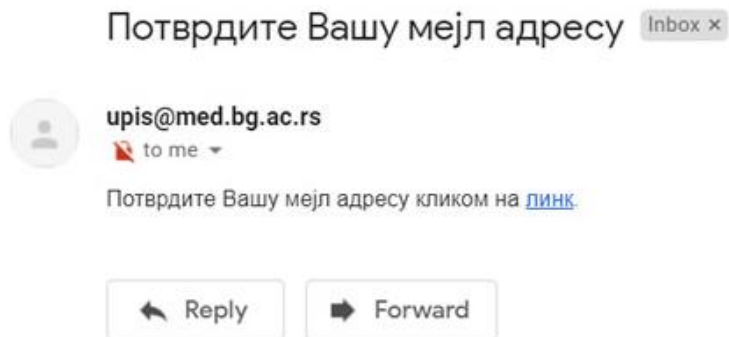 Потврдите Вашу мејл адресу Inbox ×
upis@med.bg.ac.rs
to me
Потврдите Вашу мејл адресу кликом на линк.
Reply Forward